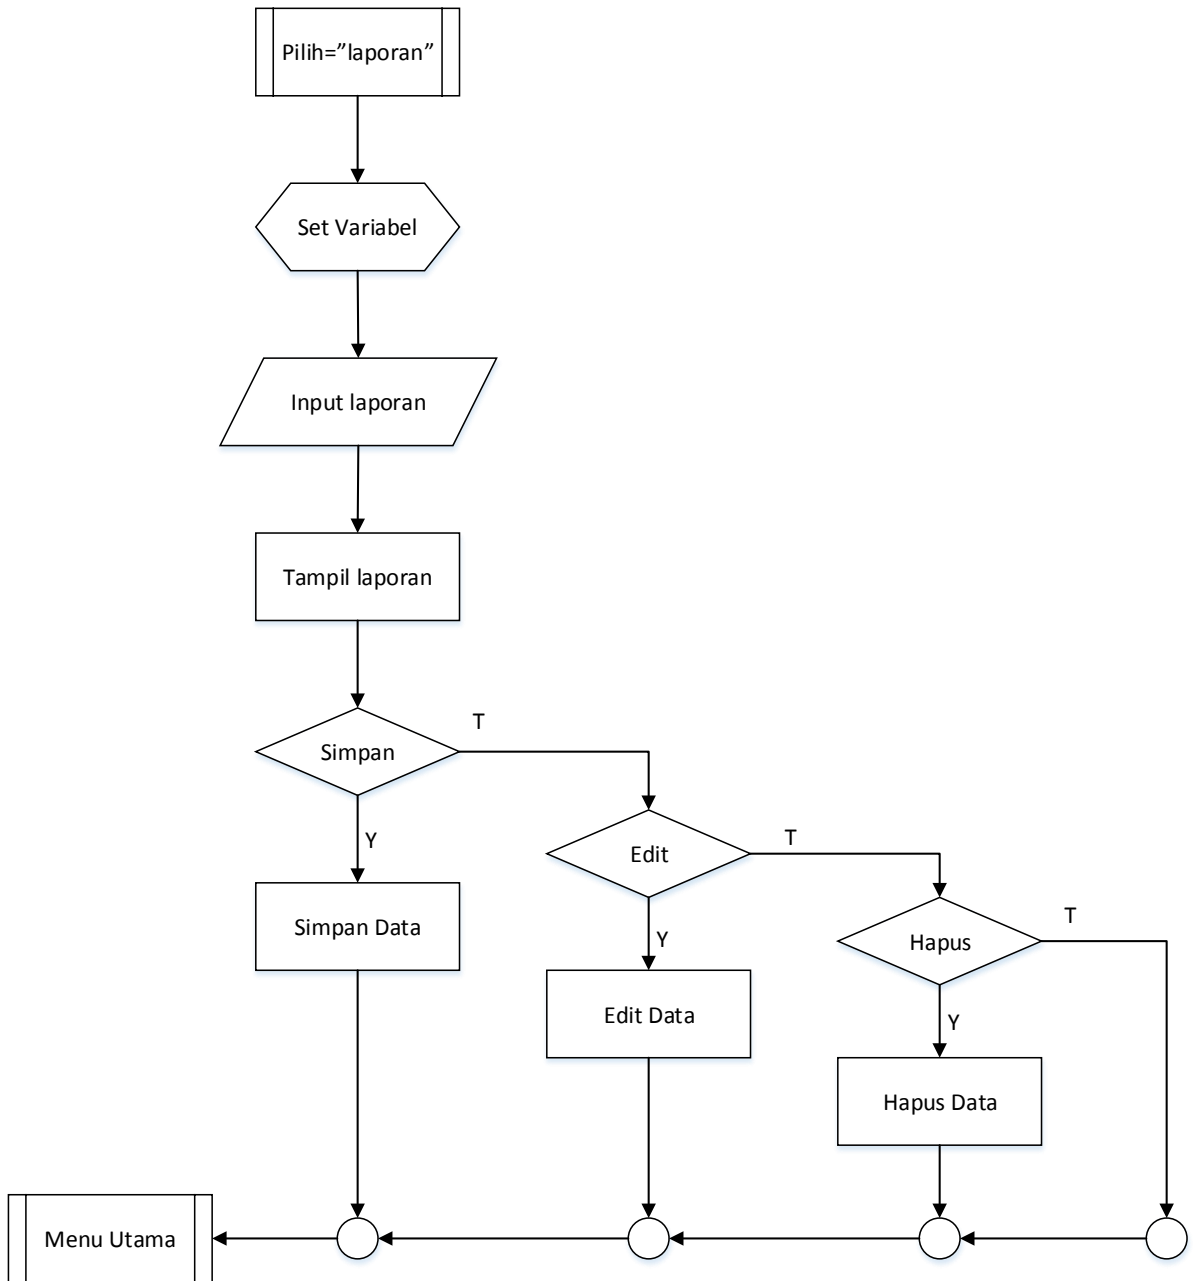 Pilih=”laporan”
Set Variabel
Input laporan
Tampil laporan
Simpan
T
Y
Edit
T
Simpan Data
Y
Hapus
T
Edit Data
Y
Hapus Data
Menu Utama